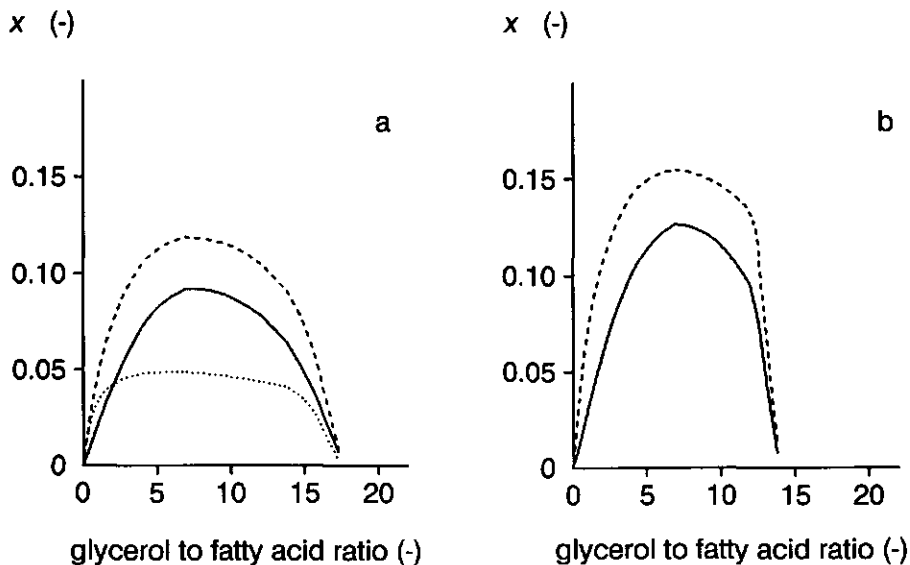 x (-)
a
0.15
0.10
0.05
0
0 5 10 15 20
glycerol to fatty acid ratio (-)
x (-)
b
0.15
0.10
0.05
0
0 5 10 15 20
glycerol to fatty acid ratio (-)